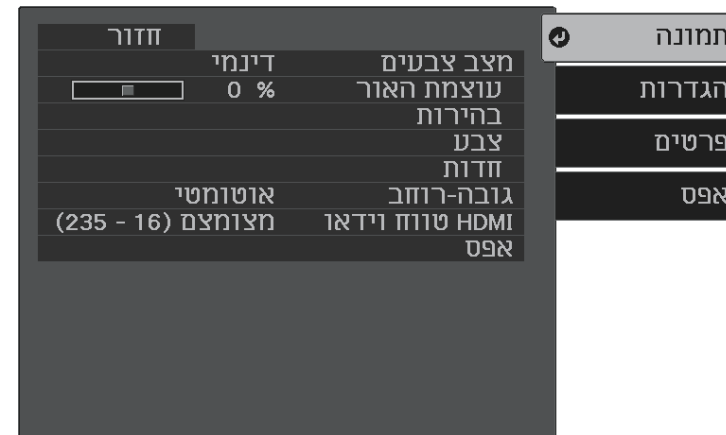 תמונה
הגדרות
פרטים
אפס
חזור
מצב צבעים דינמי
עוצמת האור 0 %
בהירות
צבע
חדות
גובה-רוחב אוטומטי
HDMI טווח וידאו מצומצם (16 - 235)
אפס